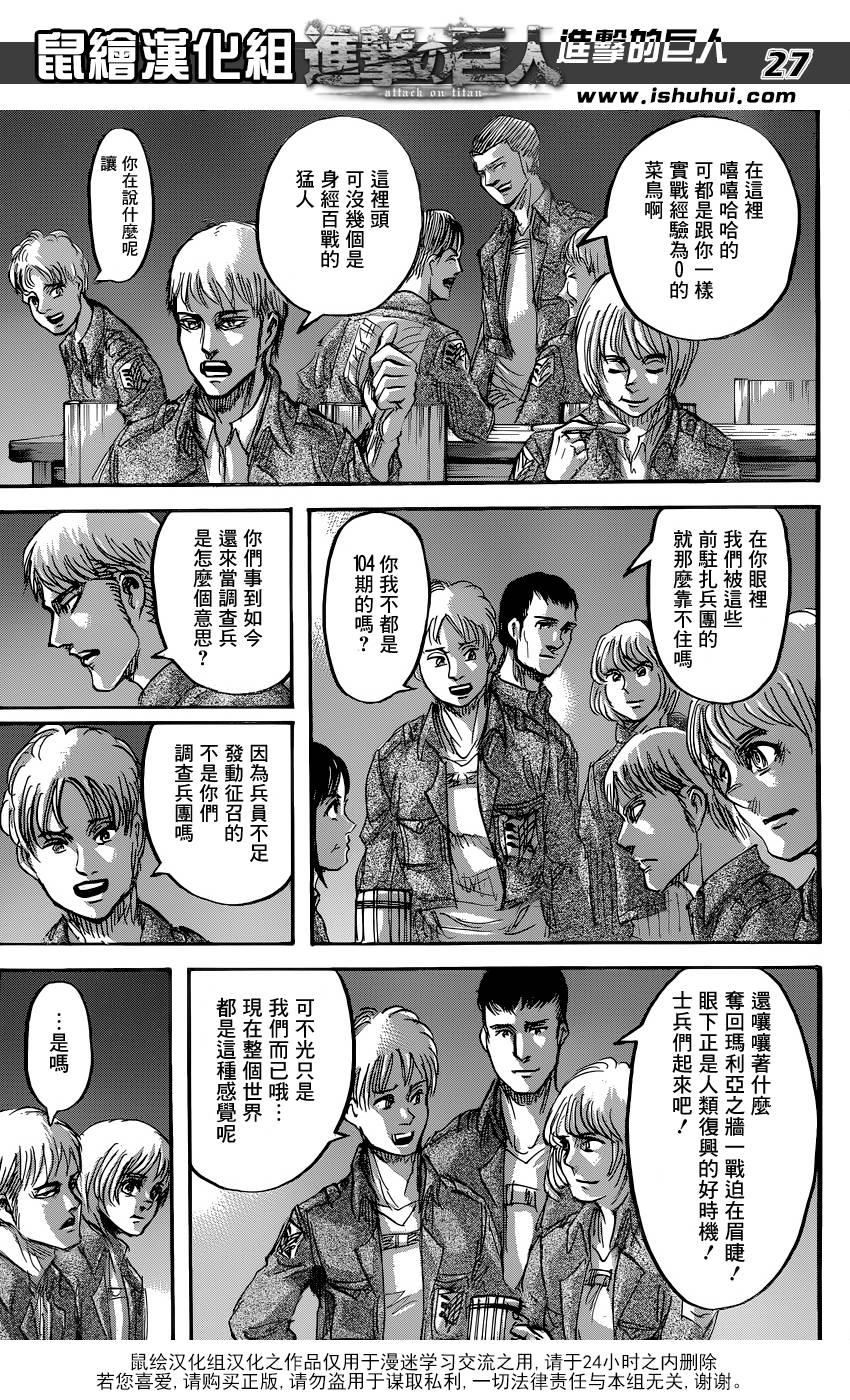 鼠繪漢化組
進撃の巨人
attack on titan
進擊的巨人
www.ishuhui.com
27
在這裡
嘻嘻哈哈的
可都是跟你一樣
實戰經驗為0的
菜鳥啊
這裡頭
可沒幾個是
身經百戰的
猛人
你在說什麼呢
讓
在你眼裡
我們被這些
前駐扎兵團的
就那麼靠不住嗎
你我不都是
104期的嗎？
你們事到如今
還來當調查兵
是怎麼個意思？
因為兵員不足
發動征召的
不是你們
調查兵團嗎
還嚷嚷著什麼
奪回瑪利亞之牆一戰迫在眉睫！
眼下正是人類復興的好時機！
士兵們起來吧！
可不光只是
我們而已哦…
現在整個世界
都是這種感覺呢
…是嗎
鼠绘汉化组汉化之作品仅用于漫迷学习交流之用, 请于24小时之内删除
若您喜爱, 请购买正版, 请勿用于谋取私利, 一切法律责任与本组无关, 谢谢。